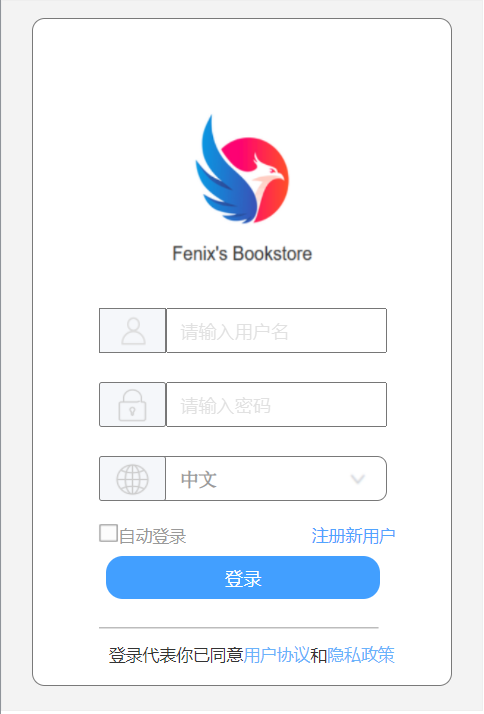 Fenix's Bookstore
请输入用户名
请输入密码
中文
自动登录 注册新用户
登录
登录代表你已同意用户协议和隐私政策